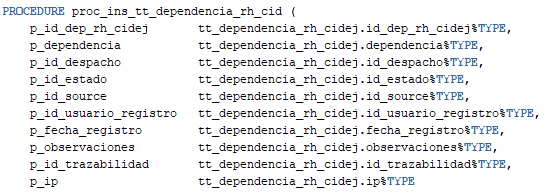 PROCEDURE proc_ins_tt_dependencia_rh_cid (
p_id_dep_rh_cidej tt_dependencia_rh_cidej.id_dep_rh_cidej%TYPE,
p_dependencia tt_dependencia_rh_cidej.dependencia%TYPE,
p_id_despacho tt_dependencia_rh_cidej.id_despacho%TYPE,
p_id_estado tt_dependencia_rh_cidej.id_estado%TYPE,
p_id_source tt_dependencia_rh_cidej.id_source%TYPE,
p_id_usuario_registro tt_dependencia_rh_cidej.id_usuario_registro%TYPE,
p_fecha_registro tt_dependencia_rh_cidej.fecha_registro%TYPE,
p_observaciones tt_dependencia_rh_cidej.observaciones%TYPE,
p_id_trazabilidad tt_dependencia_rh_cidej.id_trazabilidad%TYPE,
p_ip tt_dependencia_rh_cidej.ip%TYPE